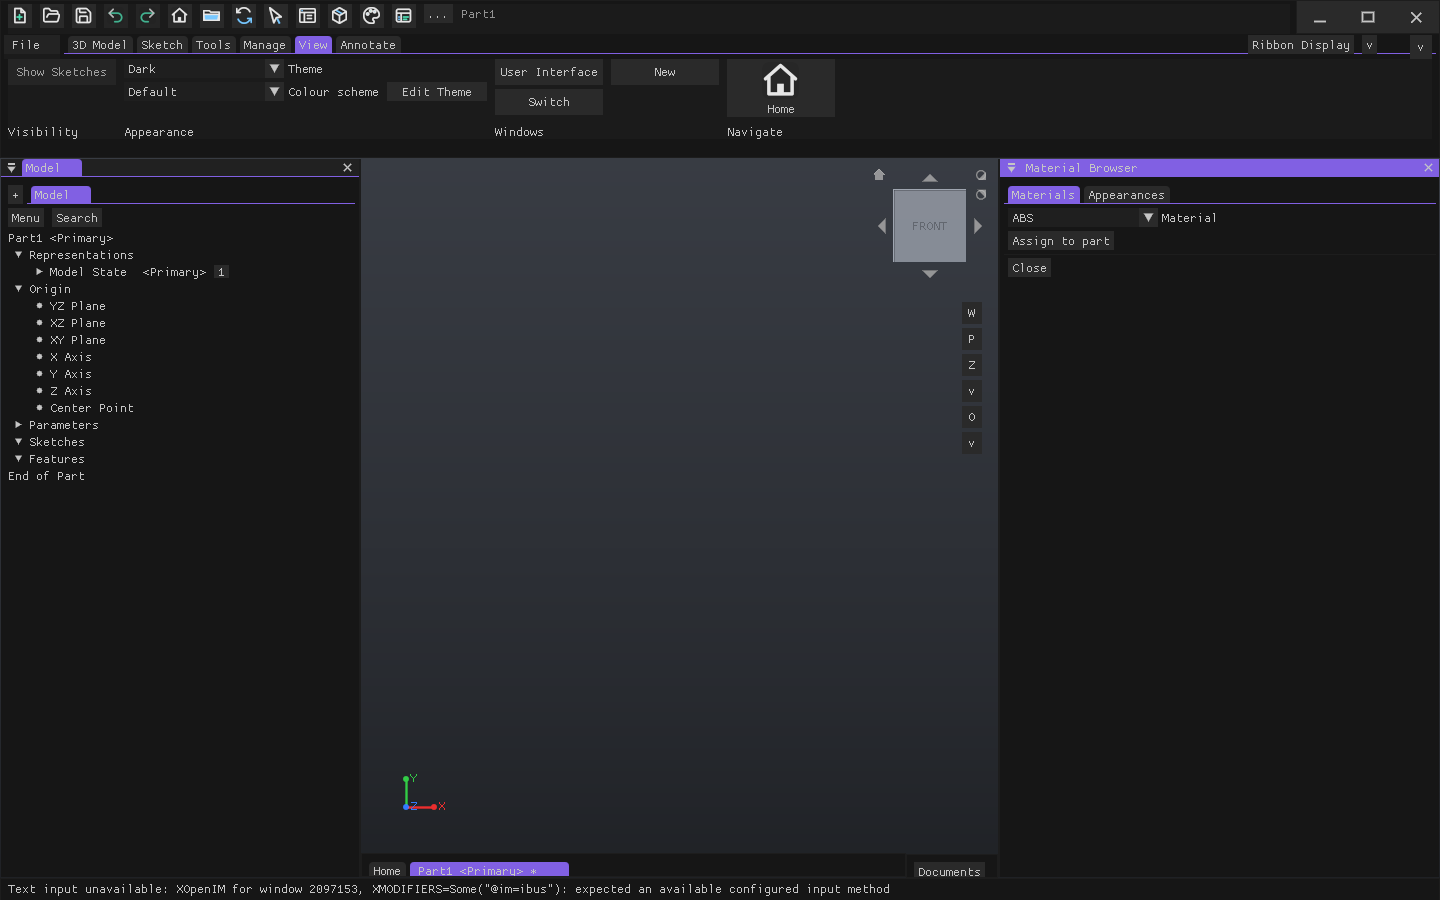 ... Part1
File 3D Model Sketch Tools Manage View Annotate Ribbon Display v v
Show Sketches Dark Theme User Interface New
Default Colour scheme Edit Theme Switch Home
Visibility Appearance Windows Navigate
Model
+ Model
Menu Search
Part1 <Primary>
Representations
Model State <Primary> 1
Origin
YZ Plane
XZ Plane
XY Plane
X Axis
Y Axis
Z Axis
Center Point
Parameters
Sketches
Features
End of Part
FRONT
W
P
Z
v
O
v
Y
Z X
Home Part1 <Primary> * Documents
Material Browser
Materials Appearances
ABS Material
Assign to part
Close
Text input unavailable: XOpenIM for window 2097153, XMODIFIERS=Some("@im=ibus"): expected an available configured input method